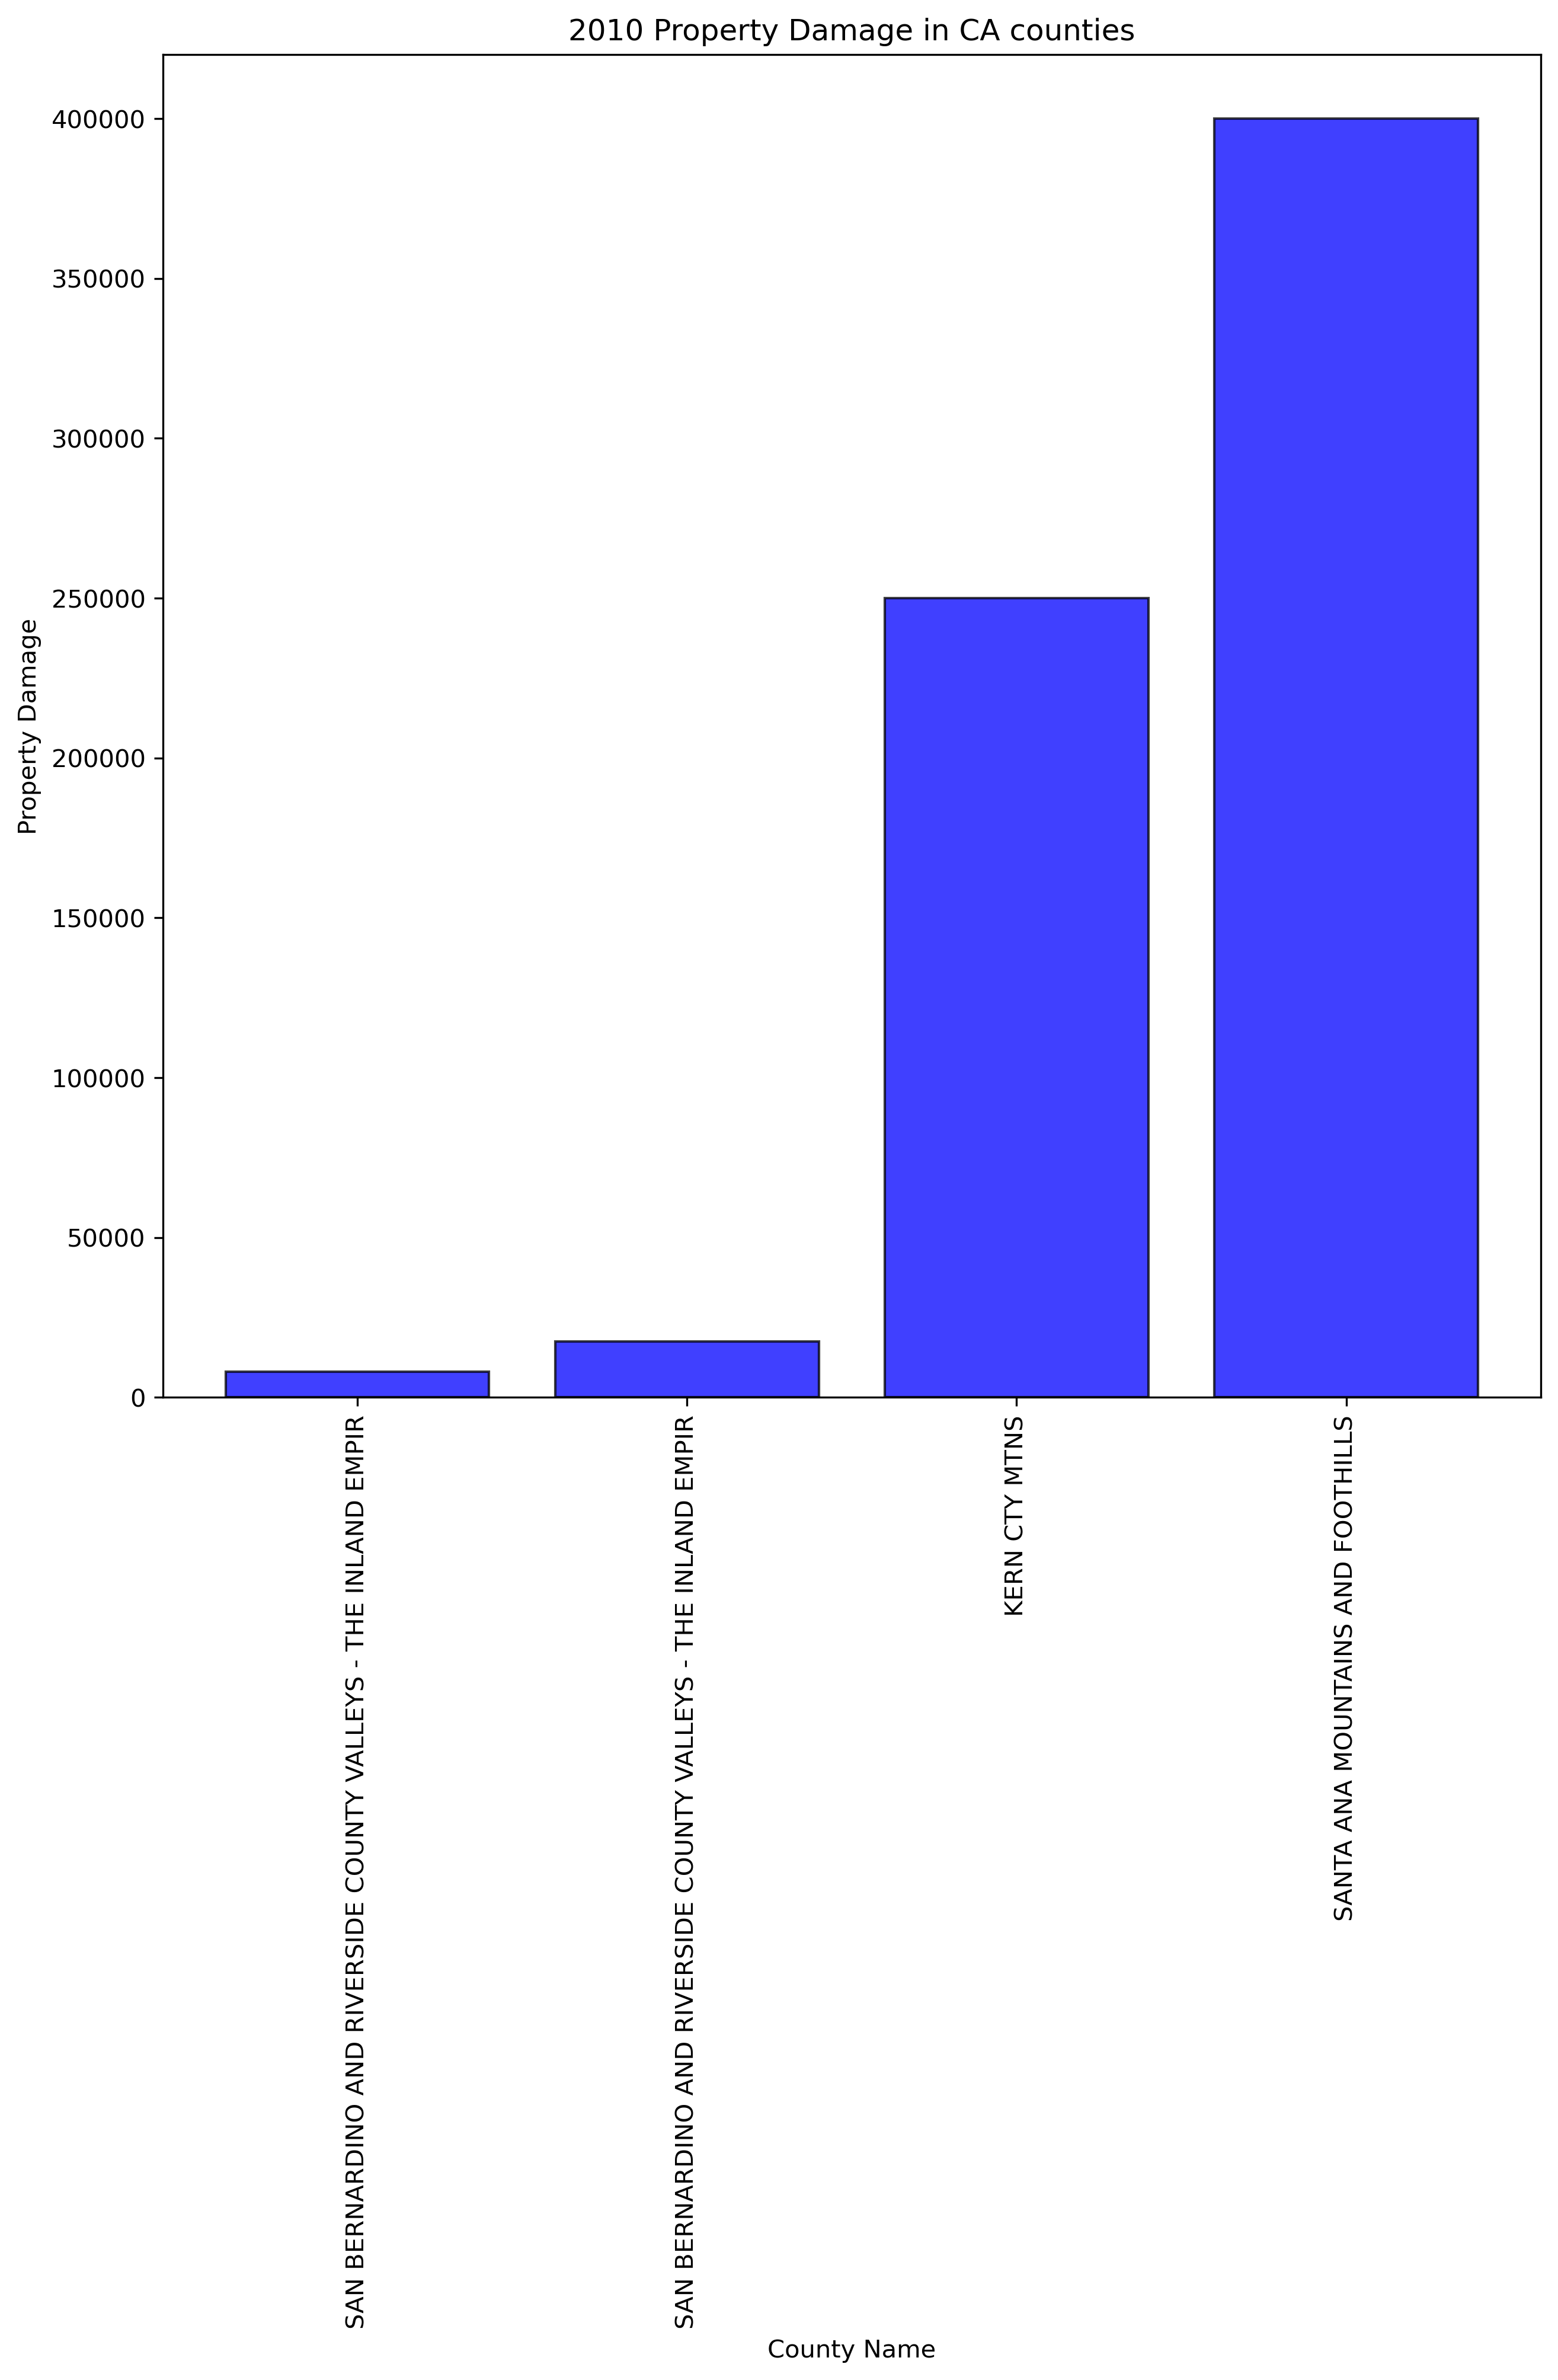 2010 Property Damage in CA counties
Property Damage
400000
350000
300000
250000
200000
150000
100000
50000
0
SAN BERNARDINO AND RIVERSIDE COUNTY VALLEYS - THE INLAND EMPIR
SAN BERNARDINO AND RIVERSIDE COUNTY VALLEYS - THE INLAND EMPIR
KERN CTY MTNS
SANTA ANA MOUNTAINS AND FOOTHILLS
County Name